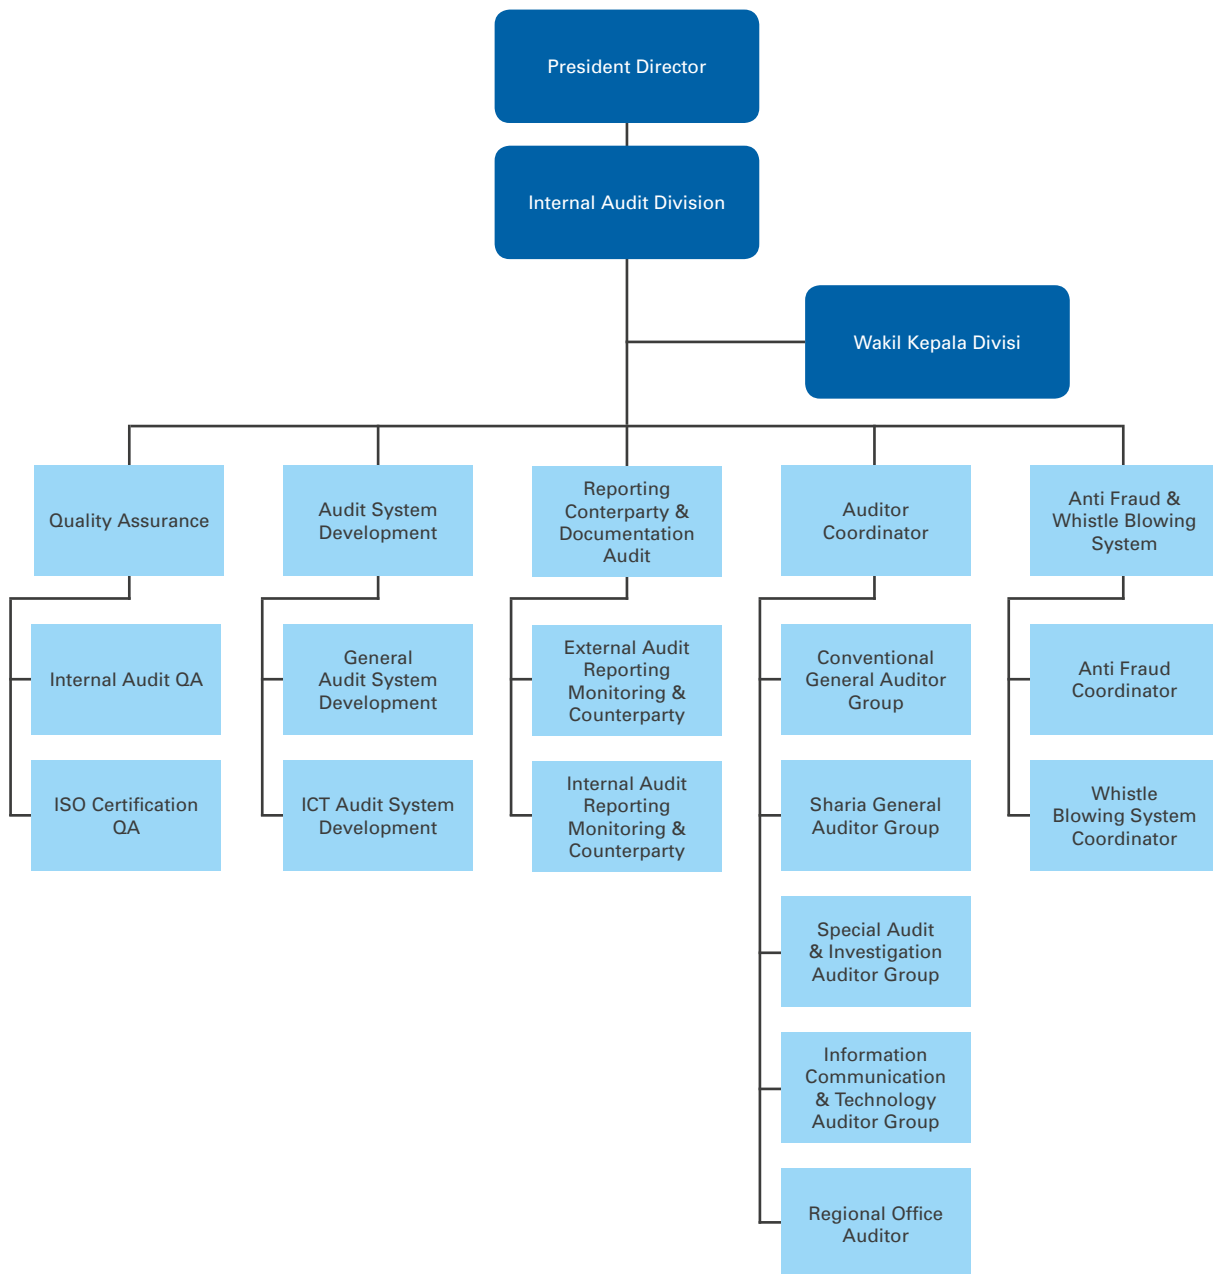 President Director
Internal Audit Division
Wakil Kepala Divisi
Quality Assurance
Audit System
Development
Reporting
Conterparty &
Documentation
Audit
Auditor
Coordinator
Anti Fraud &
Whistle Blowing
System
Internal Audit QA
General
Audit System
Development
External Audit
Reporting
Monitoring &
Counterparty
Conventional
General Auditor
Group
Anti Fraud
Coordinator
ISO Certification
QA
ICT Audit System
Development
Internal Audit
Reporting
Monitoring &
Counterparty
Sharia General
Auditor Group
Whistle
Blowing System
Coordinator
Special Audit
& Investigation
Auditor Group
Information
Communication
& Technology
Auditor Group
Regional Office
Auditor